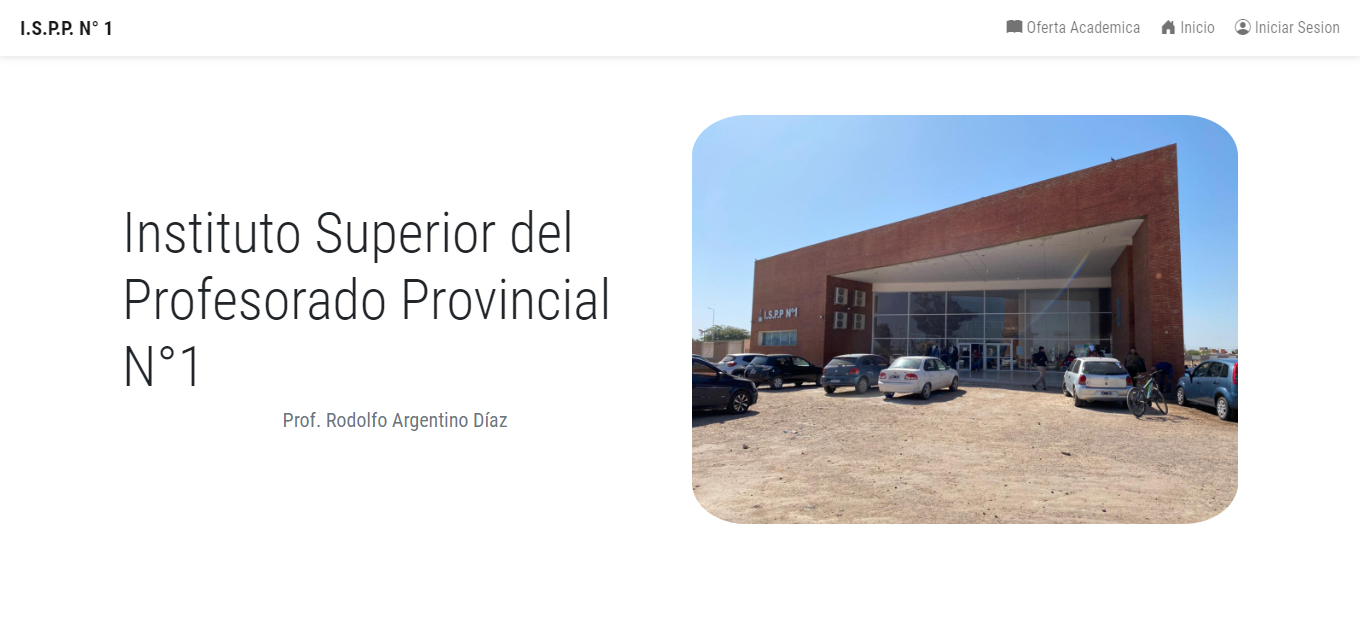 I.S.P.P. N° 1
Oferta Academica
Inicio
Iniciar Sesion
Instituto Superior del
Profesorado Provincial
N°1
Prof. Rodolfo Argentino Díaz
I.S.P.P N°1